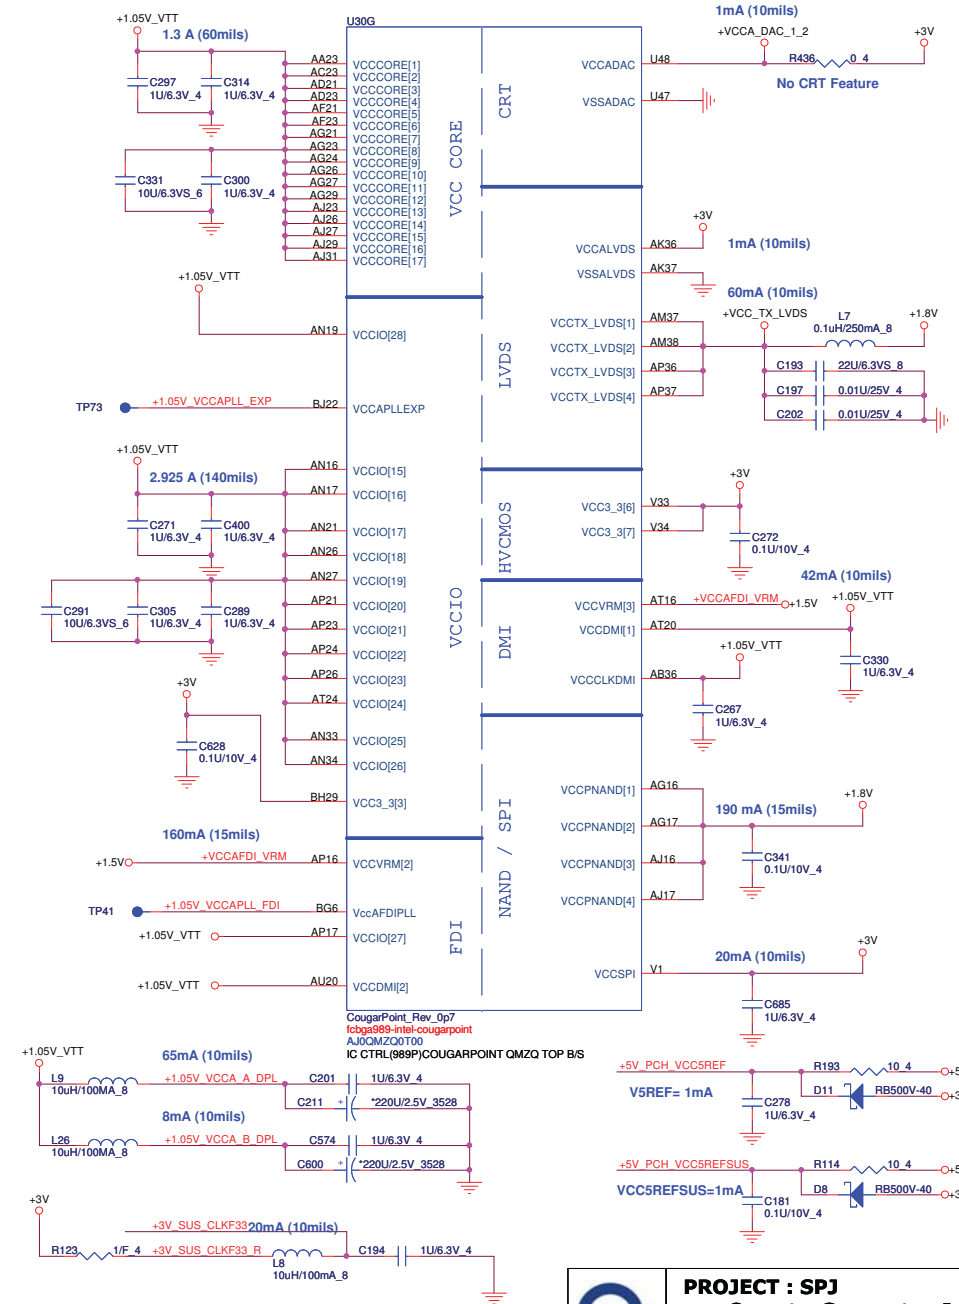 U30G
+1.05V_VTT
1.3 A (60mils)
C297
1U/6.3V_4
C314
1U/6.3V_4
C331
10U/6.3VS_6
C300
1U/6.3V_4
AA23 VCCCORE[1]
AC23 VCCCORE[2]
AD21 VCCCORE[3]
AD23 VCCCORE[4]
AF21 VCCCORE[5]
AF23 VCCCORE[6]
AG21 VCCCORE[7]
AG23 VCCCORE[8]
AG24 VCCCORE[9]
AG26 VCCCORE[10]
AG27 VCCCORE[11]
AG29 VCCCORE[12]
AJ23 VCCCORE[13]
AJ26 VCCCORE[14]
AJ27 VCCCORE[15]
AJ29 VCCCORE[16]
AJ31 VCCCORE[17]
VCC CORE
CRT
+1.05V_VTT
AN19 VCCIO[28]
TP73 +1.05V_VCCAPLL_EXP BJ22 VCCAPLLEXP
+1.05V_VTT
2.925 A (140mils)
C271
1U/6.3V_4
C400
1U/6.3V_4
C291
10U/6.3VS_6
C305
1U/6.3V_4
C289
1U/6.3V_4
AN16 VCCIO[15]
AN17 VCCIO[16]
AN21 VCCIO[17]
AN26 VCCIO[18]
AN27 VCCIO[19]
AP21 VCCIO[20]
AP23 VCCIO[21]
AP24 VCCIO[22]
AP26 VCCIO[23]
AT24 VCCIO[24]
AN33 VCCIO[25]
AN34 VCCIO[26]
VCCIO
+3V
C628
0.1U/10V_4
BH29 VCC3_3[3]
160mA (15mils)
+1.5V +VCCAFDI_VRM AP16 VCCVRM[2]
TP41 +1.05V_VCCAPLL_FDI BG6 VccAFDIPLL
+1.05V_VTT AP17 VCCIO[27]
+1.05V_VTT AU20 VCCDMI[2]
FDI
LVDS
HVCMOS
DMI
NAND / SPI
1mA (10mils)
+VCCA_DAC_1_2
+3V
R436 0_4
No CRT Feature
VCCADAC U48
VSSADAC U47
+3V
1mA (10mils)
VCCALVDS AK36
VSSALVDS AK37
60mA (10mils)
+VCC_TX_LVDS
L7
0.1uH/250mA_8
+1.8V
VCCTX_LVDS[1] AM37
VCCTX_LVDS[2] AM38
VCCTX_LVDS[3] AP36
VCCTX_LVDS[4] AP37
C193 22U/6.3VS_8
C197 0.01U/25V_4
C202 0.01U/25V_4
+3V
VCC3_3[6] V33
VCC3_3[7] V34
C272
0.1U/10V_4
42mA (10mils)
VCCVRM[3] AT16 +VCCAFDI_VRM +1.5V
+1.05V_VTT
VCCDMI[1] AT20
C330
1U/6.3V_4
+1.05V_VTT
VCCCLKDMI AB36
C267
1U/6.3V_4
VCCPNAND[1] AG16
VCCPNAND[2] AG17
VCCPNAND[3] AJ16
VCCPNAND[4] AJ17
190 mA (15mils)
+1.8V
C341
0.1U/10V_4
+3V
20mA (10mils)
VCCSPI V1
C685
1U/6.3V_4
CougarPoint_Rev_0p7
fcbga989-intel-cougarpoint
AJ0QMZQ0T00
IC CTRL(989P)COUGARPOINT QMZQ TOP B/S
+1.05V_VTT
65mA (10mils)
L9
10uH/100MA_8
+1.05V_VCCA_A_DPL
C201 1U/6.3V_4
C211 + *220U/2.5V_3528
8mA (10mils)
L26
10uH/100MA_8
+1.05V_VCCA_B_DPL
C574 1U/6.3V_4
C600 + *220U/2.5V_3528
+3V
+3V_SUS_CLKF33 20mA (10mils)
R123 1/F_4 +3V_SUS_CLKF33_R
L8
10uH/100mA_8
C194 1U/6.3V_4
+5V_PCH_VCC5REF
R193 10_4 +5
V5REF= 1mA
D11 RB500V-40 +3
C278
1U/6.3V_4
+5V_PCH_VCC5REFSUS
R114 10_4 +5
VCC5REFSUS=1mA
D8 RB500V-40 +3
C181
0.1U/10V_4
PROJECT : SPJ